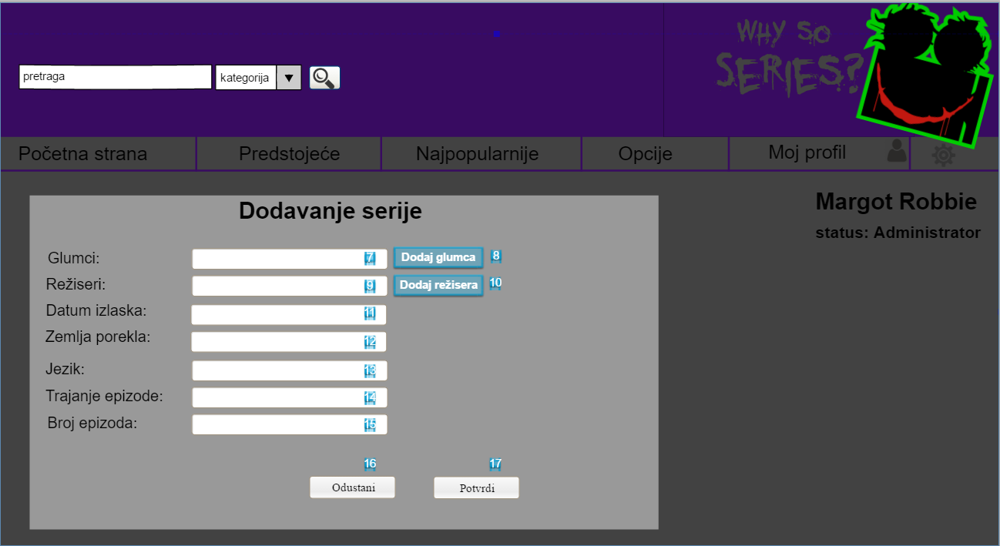 WHY SO
SERIES?
pretraga
kategorija
Početna strana
Predstojeće
Najpopularnije
Opcije
Moj profil
Margot Robbie
status: Administrator
Dodavanje serije
Glumci:
7
Dodaj glumca
8
Režiseri:
9
Dodaj režisera
10
Datum izlaska:
11
Zemlja porekla:
12
Jezik:
13
Trajanje epizode:
14
Broj epizoda:
15
16
17
Odustani
Potvrdi